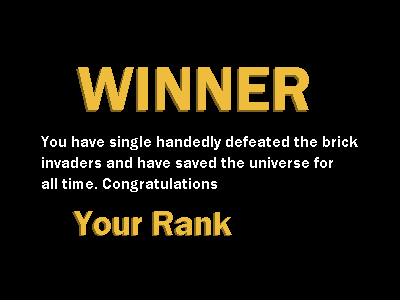 WINNER
You have single handedly defeated the brick
invaders and have saved the universe for
all time. Congratulations
Your Rank